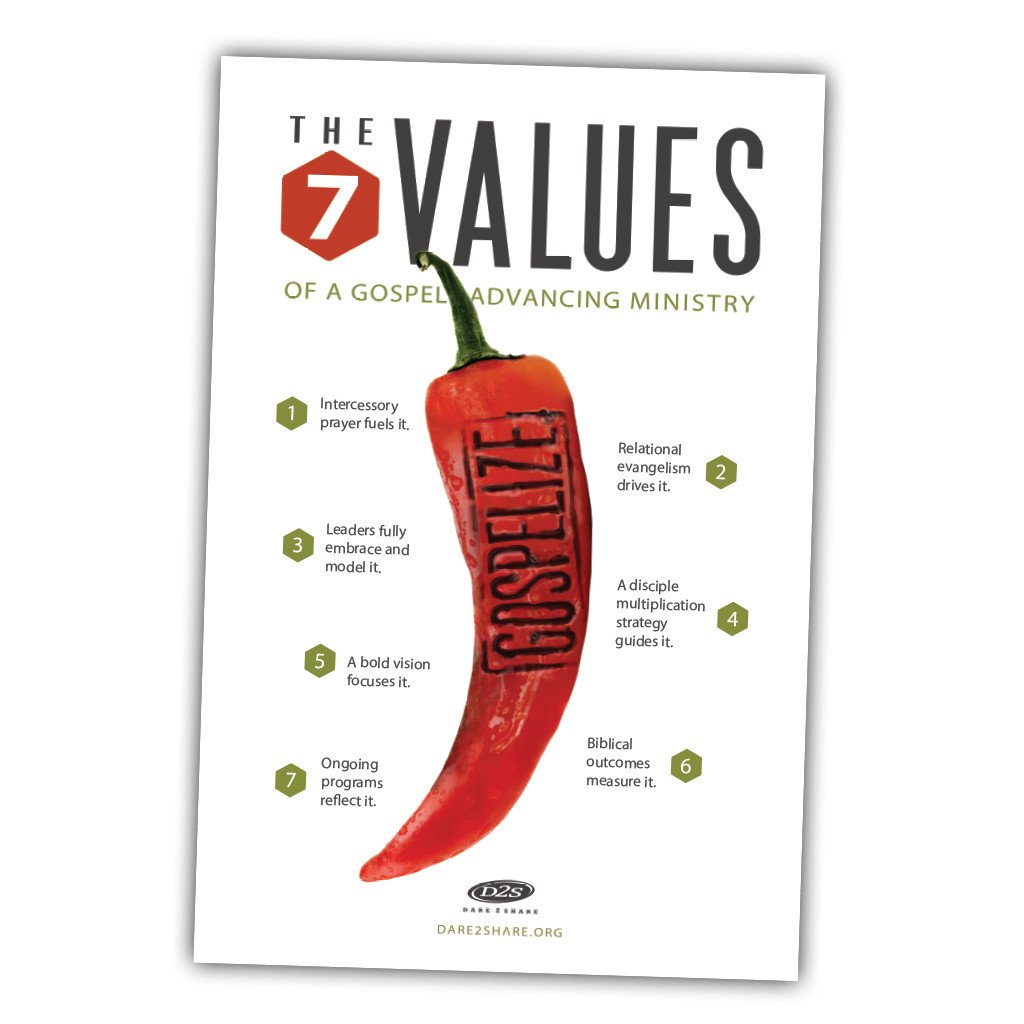 THE
7 VALUES
OF A GOSPEL ADVANCING MINISTRY
1
Intercessory
prayer fuels it.
Relational
evangelism
drives it.
2
3
Leaders fully
embrace and
model it.
A disciple
multiplication
strategy
guides it.
4
5
A bold vision
focuses it.
Biblical
outcomes
measure it.
6
7
Ongoing
programs
reflect it.
GOSPELIZE
D2S
DARE 2 SHARE
DARE2SHARE.ORG